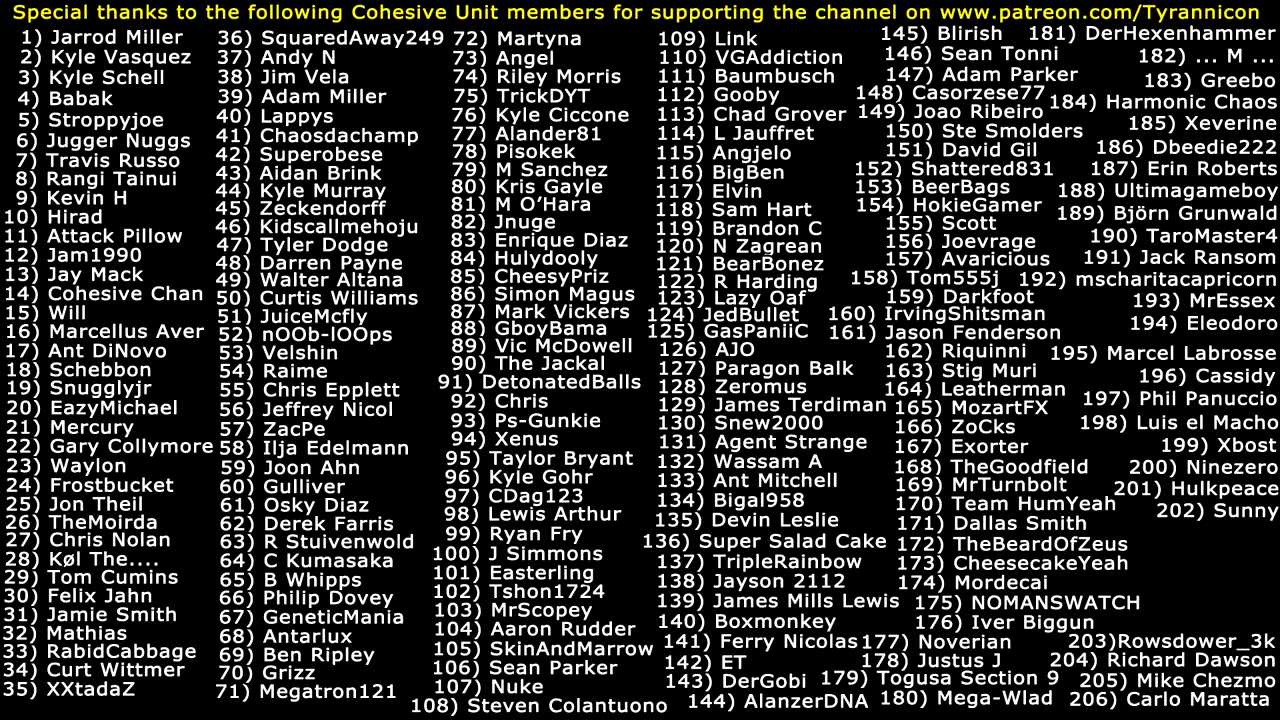 Special thanks to the following Cohesive Unit members for supporting the channel on www.patreon.com/Tyrannicon
1) Jarrod Miller
2) Kyle Vasquez
3) Kyle Schell
4) Babak
5) Stroppyjoe
6) Jugger Nuggs
7) Travis Russo
8) Rangi Tainui
9) Kevin H
10) Hirad
11) Attack Pillow
12) Jam1990
13) Jay Mack
14) Cohesive Chan
15) Will
16) Marcellus Aver
17) Ant DiNovo
18) Schebbon
19) Snugglyjr
20) EazyMichael
21) Mercury
22) Gary Collymore
23) Waylon
24) Frostbucket
25) Jon Theil
26) TheMoirda
27) Chris Nolan
28) Køl The....
29) Tom Cumins
30) Felix Jahn
31) Jamie Smith
32) Mathias
33) RabidCabbage
34) Curt Wittmer
35) XXtadaZ
36) SquaredAway249
37) Andy N
38) Jim Vela
39) Adam Miller
40) Lappys
41) Chaosdachamp
42) Superobese
43) Aidan Brink
44) Kyle Murray
45) Zeckendorff
46) Kidscallmehoju
47) Tyler Dodge
48) Darren Payne
49) Walter Altana
50) Curtis Williams
51) JuiceMcfly
52) nOOb-lOOps
53) Velshin
54) Raime
55) Chris Epplett
56) Jeffrey Nicol
57) ZacPe
58) Ilja Edelmann
59) Joon Ahn
60) Gulliver
61) Osky Diaz
62) Derek Farris
63) R Stuivenwold
64) C Kumasaka
65) B Whipps
66) Philip Dovey
67) GeneticMania
68) Antarlux
69) Ben Ripley
70) Grizz
71) Megatron121
72) Martyna
73) Angel
74) Riley Morris
75) TrickDYT
76) Kyle Ciccone
77) Alander81
78) Pisokek
79) M Sanchez
80) Kris Gayle
81) M O'Hara
82) Jnuge
83) Enrique Diaz
84) Hulydooly
85) CheesyPriz
86) Simon Magus
87) Mark Vickers
88) GboyBama
89) Vic McDowell
90) The Jackal
91) DetonatedBalls
92) Chris
93) Ps-Gunkie
94) Xenus
95) Taylor Bryant
96) Kyle Gohr
97) CDag123
98) Lewis Arthur
99) Ryan Fry
100) J Simmons
101) Easterling
102) Tshon1724
103) MrScopey
104) Aaron Rudder
105) SkinAndMarrow
106) Sean Parker
107) Nuke
108) Steven Colantuono
109) Link
110) VGAddiction
111) Baumbusch
112) Gooby
113) Chad Grover
114) L Jauffret
115) Angjelo
116) BigBen
117) Elvin
118) Sam Hart
119) Brandon C
120) N Zagrean
121) BearBonez
122) R Harding
123) Lazy Oaf
124) JedBullet
125) GasPaniiC
126) AJO
127) Paragon Balk
128) Zeromus
129) James Terdiman
130) Snew2000
131) Agent Strange
132) Wassam A
133) Ant Mitchell
134) Bigal958
135) Devin Leslie
136) Super Salad Cake
137) TripleRainbow
138) Jayson 2112
139) James Mills Lewis
140) Boxmonkey
141) Ferry Nicolas
142) ET
143) DerGobi
144) AlanzerDNA
145) Blirish
146) Sean Tonni
147) Adam Parker
148) Casorzese77
149) Joao Ribeiro
150) Ste Smolders
151) David Gil
152) Shattered831
153) BeerBags
154) HokieGamer
155) Scott
156) Joevrage
157) Avaricious
158) Tom555j
159) Darkfoot
160) IrvingShitsman
161) Jason Fenderson
162) Riquinni
163) Stig Muri
164) Leatherman
165) MozartFX
166) ZoCks
167) Exorter
168) TheGoodfield
169) MrTurnbolt
170) Team HumYeah
171) Dallas Smith
172) TheBeardOfZeus
173) CheesecakeYeah
174) Mordecai
175) NOMANSWATCH
176) Iver Biggun
177) Noverian
178) Justus J
179) Togusa Section 9
180) Mega-Wlad
181) DerHexenhammer
182) ... M ...
183) Greebo
184) Harmonic Chaos
185) Xeverine
186) Dbeedie222
187) Erin Roberts
188) Ultimagameboy
189) Björn Grunwald
190) TaroMaster4
191) Jack Ransom
192) mscharitacapricorn
193) MrEssex
194) Eleodoro
195) Marcel Labrosse
196) Cassidy
197) Phil Panuccio
198) Luis el Macho
199) Xbost
200) Ninezero
201) Hulkpeace
202) Sunny
203)Rowsdower_3k
204) Richard Dawson
205) Mike Chezmo
206) Carlo Maratta